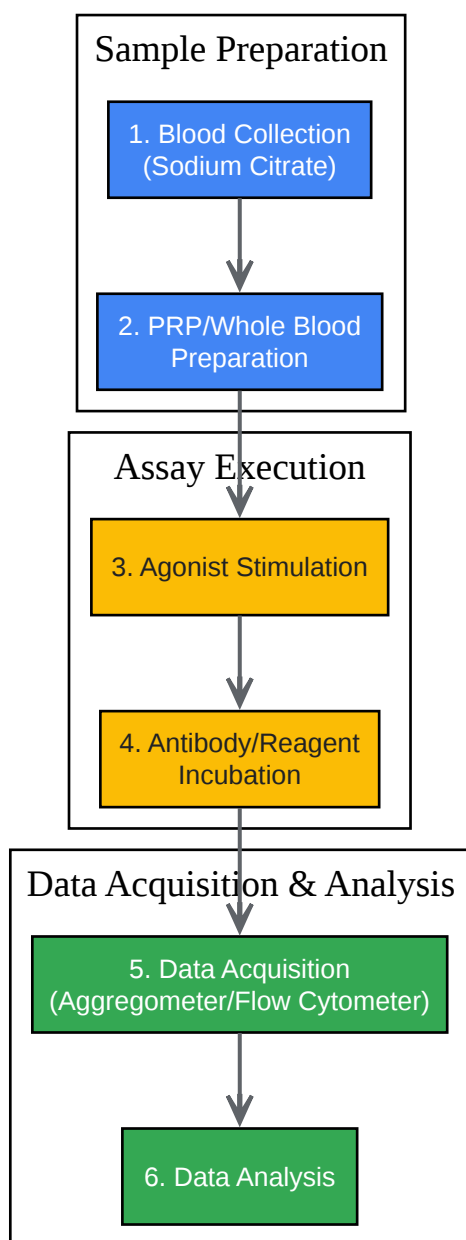 Sample Preparation
1. Blood Collection
(Sodium Citrate)
2. PRP/Whole Blood
Preparation
Assay Execution
3. Agonist Stimulation
4. Antibody/Reagent
Incubation
Data Acquisition & Analysis
5. Data Acquisition
(Aggregometer/Flow Cytometer)
6. Data Analysis